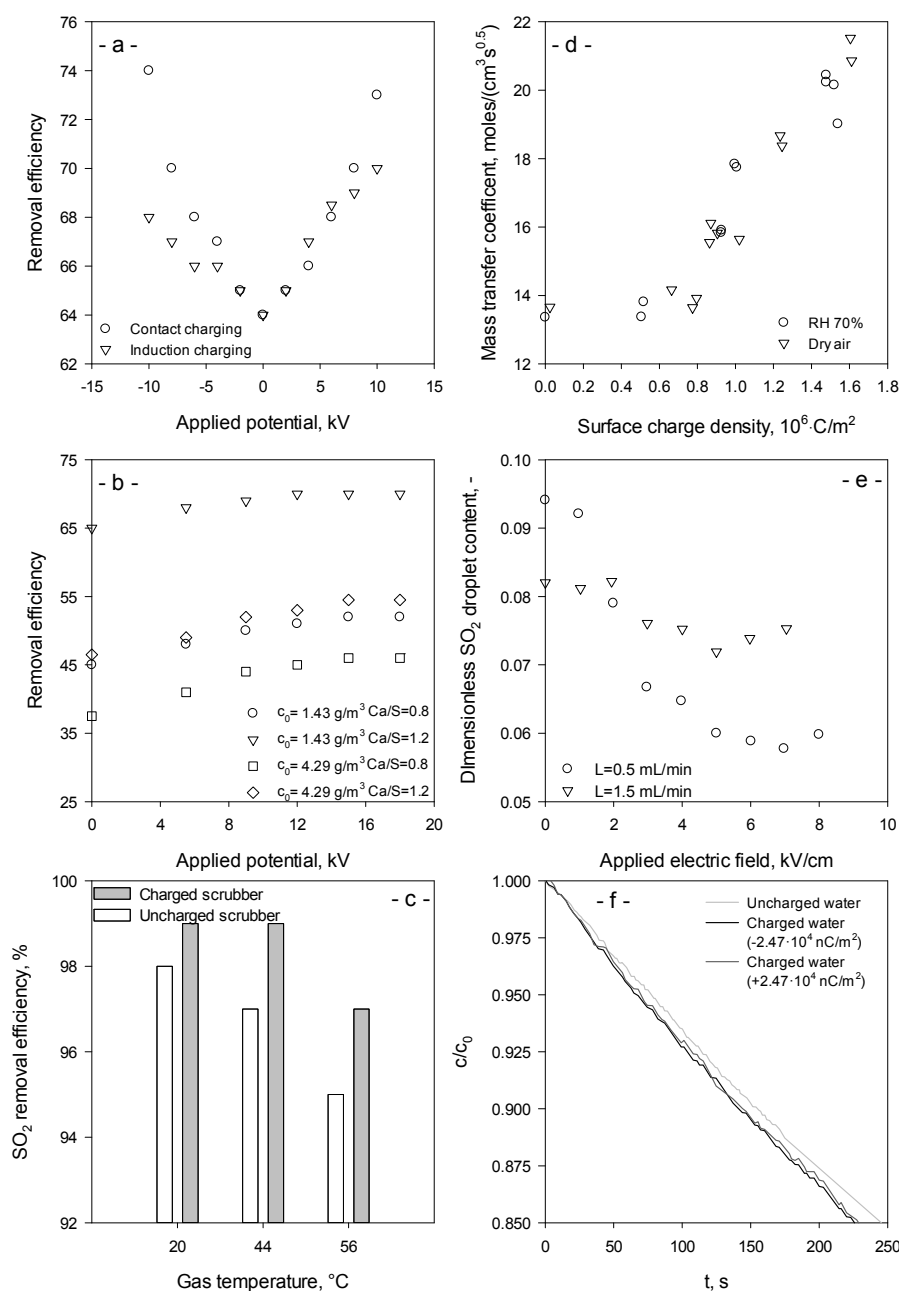 - a -
Removal efficiency
76
74
72
70
68
66
64
62
Contact charging
Induction charging
-15 -10 -5 0 5 10 15
Applied potential, kV
- d -
Mass transfer coefficent, moles/(cm³s⁰·⁵)
22
20
18
16
14
12
RH 70%
Dry air
0.0 0.2 0.4 0.6 0.8 1.0 1.2 1.4 1.6 1.8
Surface charge density, 10⁶·C/m²
- b -
Removal efficiency
75
65
55
45
35
25
c₀= 1.43 g/m³ Ca/S=0.8
c₀= 1.43 g/m³ Ca/S=1.2
c₀= 4.29 g/m³ Ca/S=0.8
c₀= 4.29 g/m³ Ca/S=1.2
0 4 8 12 16 20
Applied potential, kV
- e -
DImensionless SO₂ droplet content, -
0.10
0.09
0.08
0.07
0.06
0.05
L=0.5 mL/min
L=1.5 mL/min
0 2 4 6 8 10
Applied electric field, kV/cm
- c -
SO₂ removal efficiency, %
100
98
96
94
92
Charged scrubber
Uncharged scrubber
20 44 56
Gas temperature, °C
- f -
c/c₀
1.000
0.975
0.950
0.925
0.900
0.875
0.850
Uncharged water
Charged water
(-2.47·10⁴ nC/m²)
Charged water
(+2.47·10⁴ nC/m²)
0 50 100 150 200 250
t, s